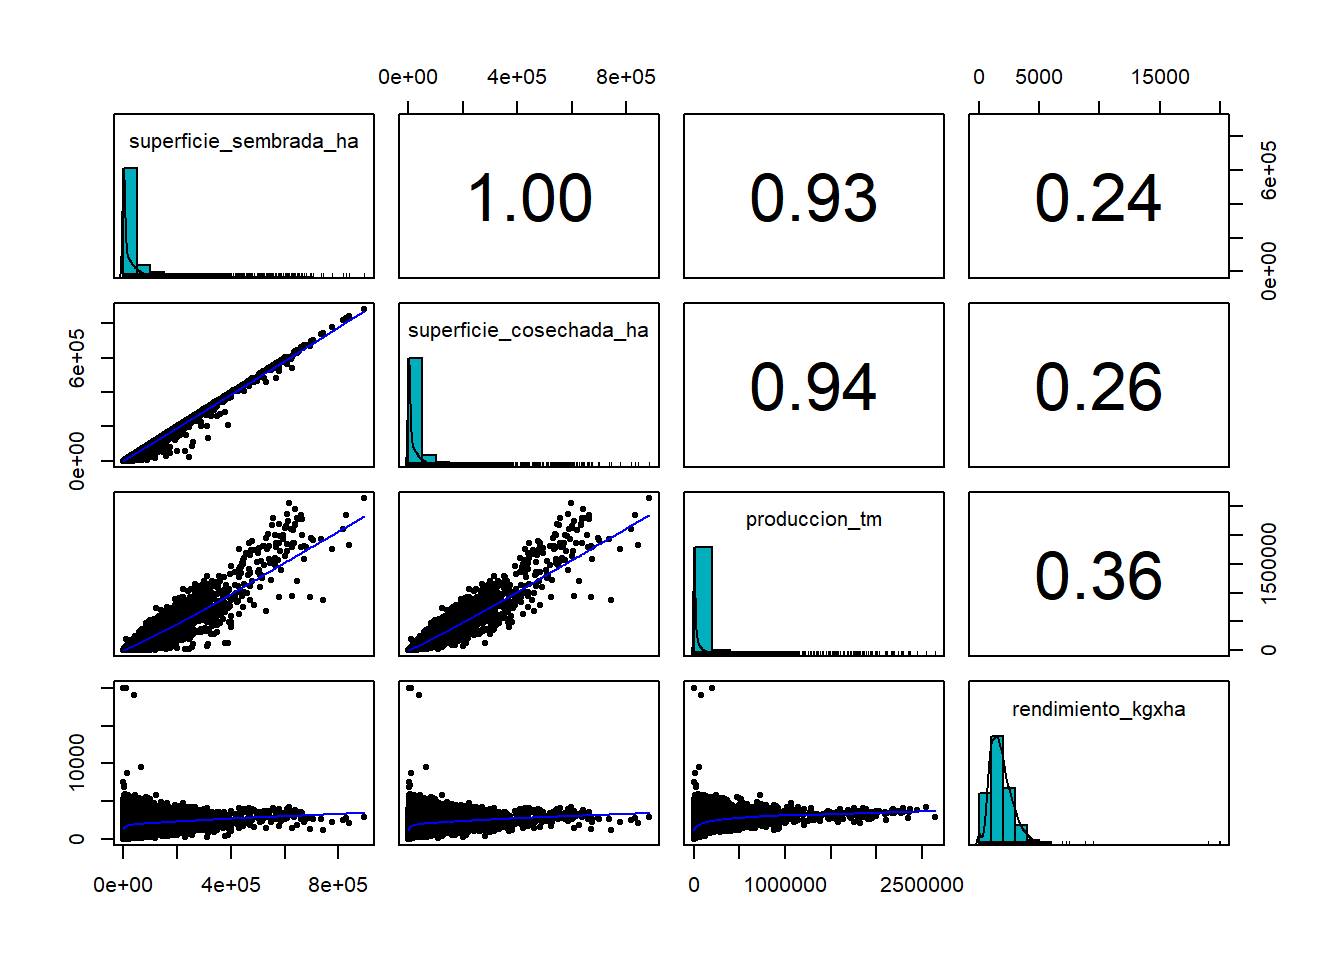 0e+00 4e+05 8e+05 0 5000 15000
superficie_sembrada_ha
1.00
0.93
0.24
0e+00 6e+05
0e+00 6e+05
superficie_cosechada_ha
0.94
0.26
produccion_tm
0.36
0 1500000
0 10000
rendimiento_kgxha
0e+00 4e+05 8e+05 0 1000000 2500000